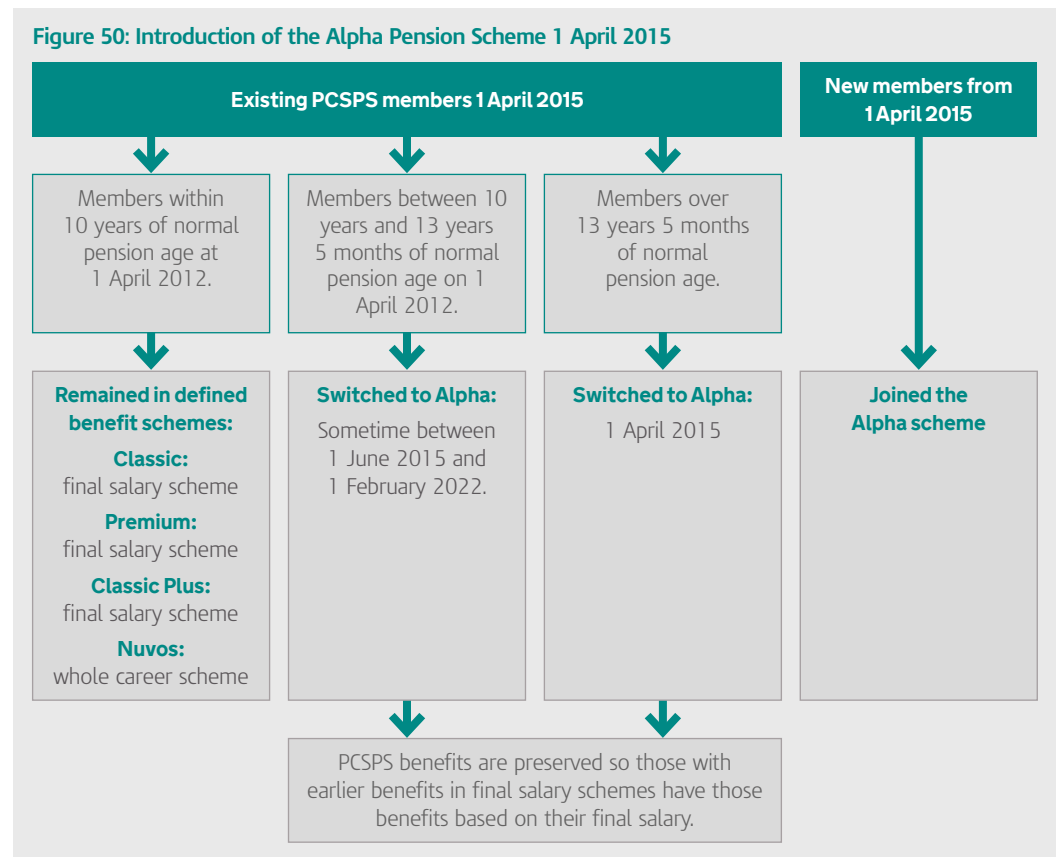 Figure 50: Introduction of the Alpha Pension Scheme 1 April 2015
Existing PCSPS members 1 April 2015
New members from
1 April 2015
Members within
10 years of normal
pension age at
1 April 2012.
Members between 10
years and 13 years
5 months of normal
pension age on 1
April 2012.
Members over
13 years 5 months
of normal
pension age.
Remained in defined
benefit schemes:
Classic:
final salary scheme
Premium:
final salary scheme
Classic Plus:
final salary scheme
Nuvos:
whole career scheme
Switched to Alpha:
Sometime between
1 June 2015 and
1 February 2022.
Switched to Alpha:
1 April 2015
Joined the
Alpha scheme
PCSPS benefits are preserved so those with
earlier benefits in final salary schemes have those
benefits based on their final salary.